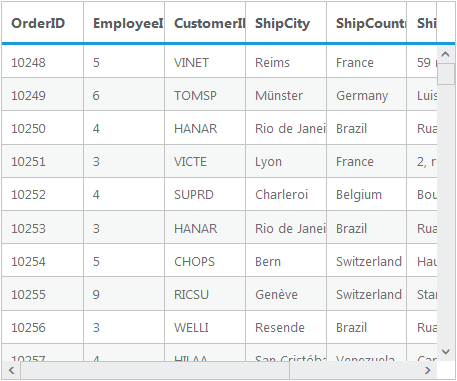 OrderID EmployeeI CustomerII ShipCity ShipCountr Shi
10248 5 VINET Reims France 59
10249 6 TOMSP Münster Germany Luis
10250 4 HANAR Rio de Janei Brazil Rua
10251 3 VICTE Lyon France 2, r
10252 4 SUPRD Charleroi Belgium Bou
10253 3 HANAR Rio de Janei Brazil Rua
10254 5 CHOPS Bern Switzerland Hau
10255 9 RICSU Genève Switzerland Star
10256 3 WELLI Resende Brazil Rua
10257 4 HILAA San Cristóba Venezuela Car